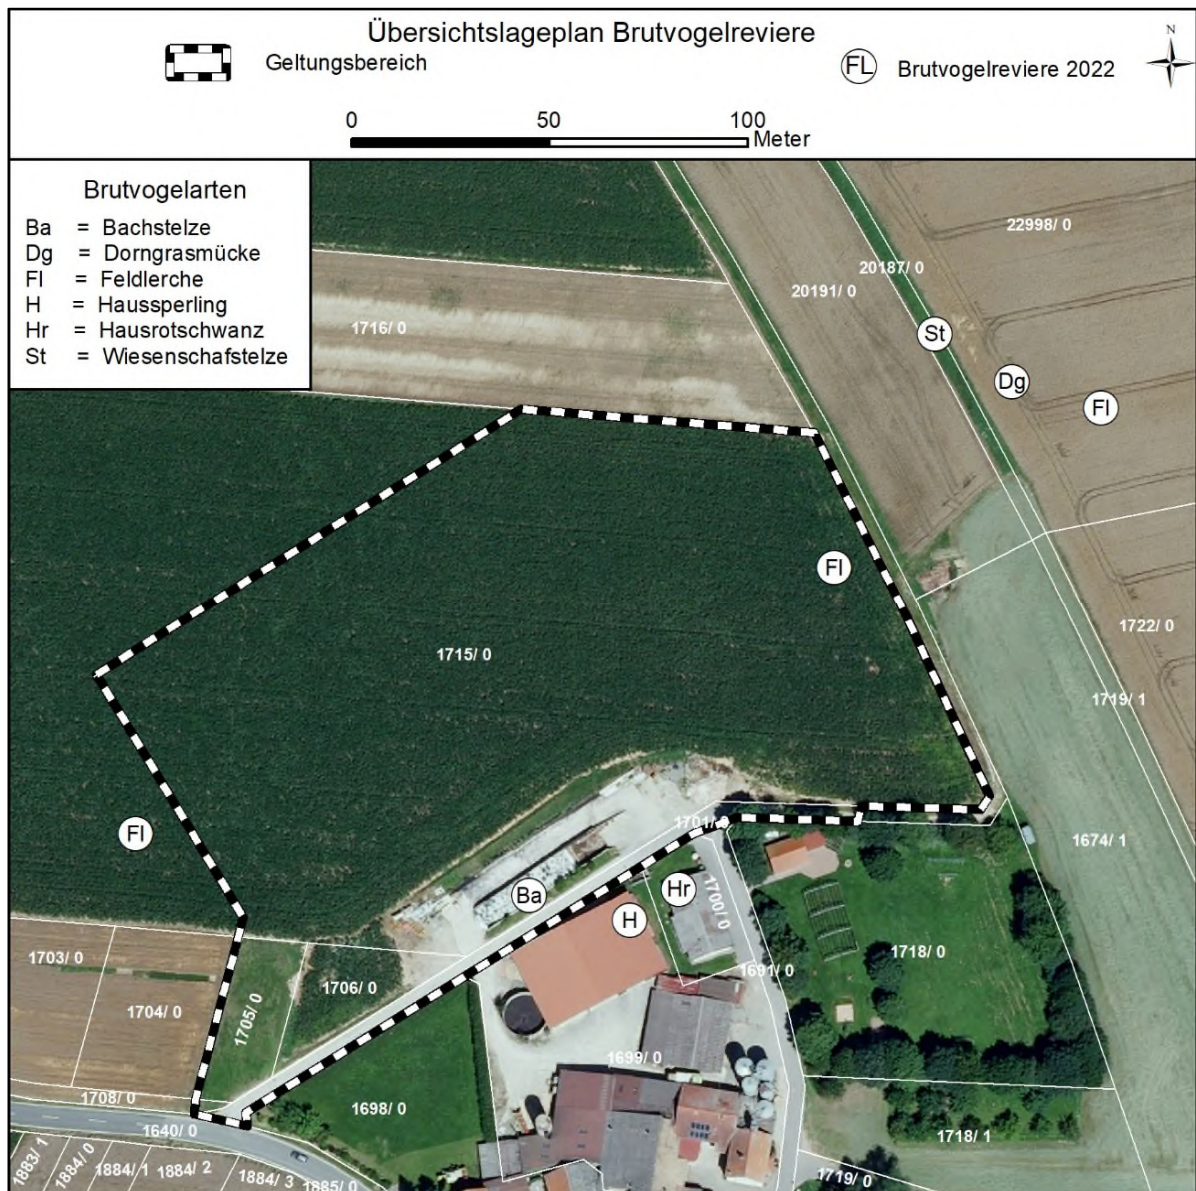 Übersichtslageplan Brutvogelreviere
Geltungsbereich
FL Brutvogelreviere 2022
N
0 50 100
Meter
Brutvogelarten
Ba = Bachstelze
Dg = Dorngrasmücke
Fl = Feldlerche
H = Haussperling
Hr = Hausrotschwanz
St = Wiesenschafstelze
22998/ 0
20187/ 0
20191/ 0
1716/ 0
St
Dg
Fl
Fl
1722/ 0
1715/ 0
1719/ 1
Fl
1701/ 0
1674/ 1
Ba
Hr
1700/ 0
H
1718/ 0
1703/ 0
1691/ 0
1706/ 0
1704/ 0
1705/ 0
1699/ 0
1708/ 0
1698/ 0
1640/ 0
1718/ 1
1883/ 1
1884/ 0
1884/ 1
1884/ 2
1884/ 3
1885/ 0
1719/ 0